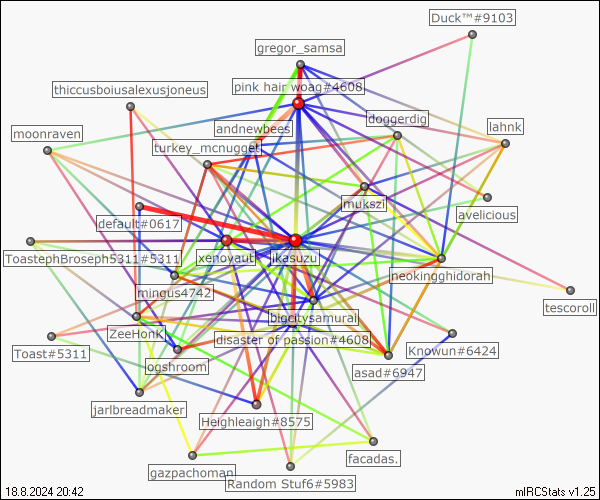 Duck™#9103
gregor_samsa
thiccusboiusalexusjoneus
pink hair woag#4608
doggerdig
lahnk
moonraven
andnewbees
turkey_mcnugget
mukszi
avelicious
default#0617
ToastephBroseph5311#5311
xenoyaut
jikasuzu
neokingghidorah
mingus4742
tescoroll
bigcitysamurai
ZeeHonK
disaster of passion#4608
Toast#5311
Knowun#6424
ogshroom
asad#6947
jarlbreadmaker
Heighleaigh#8575
facadas.
gazpachoman
Random Stuf6#5983
18.8.2024 20:42
mIRCStats v1.25